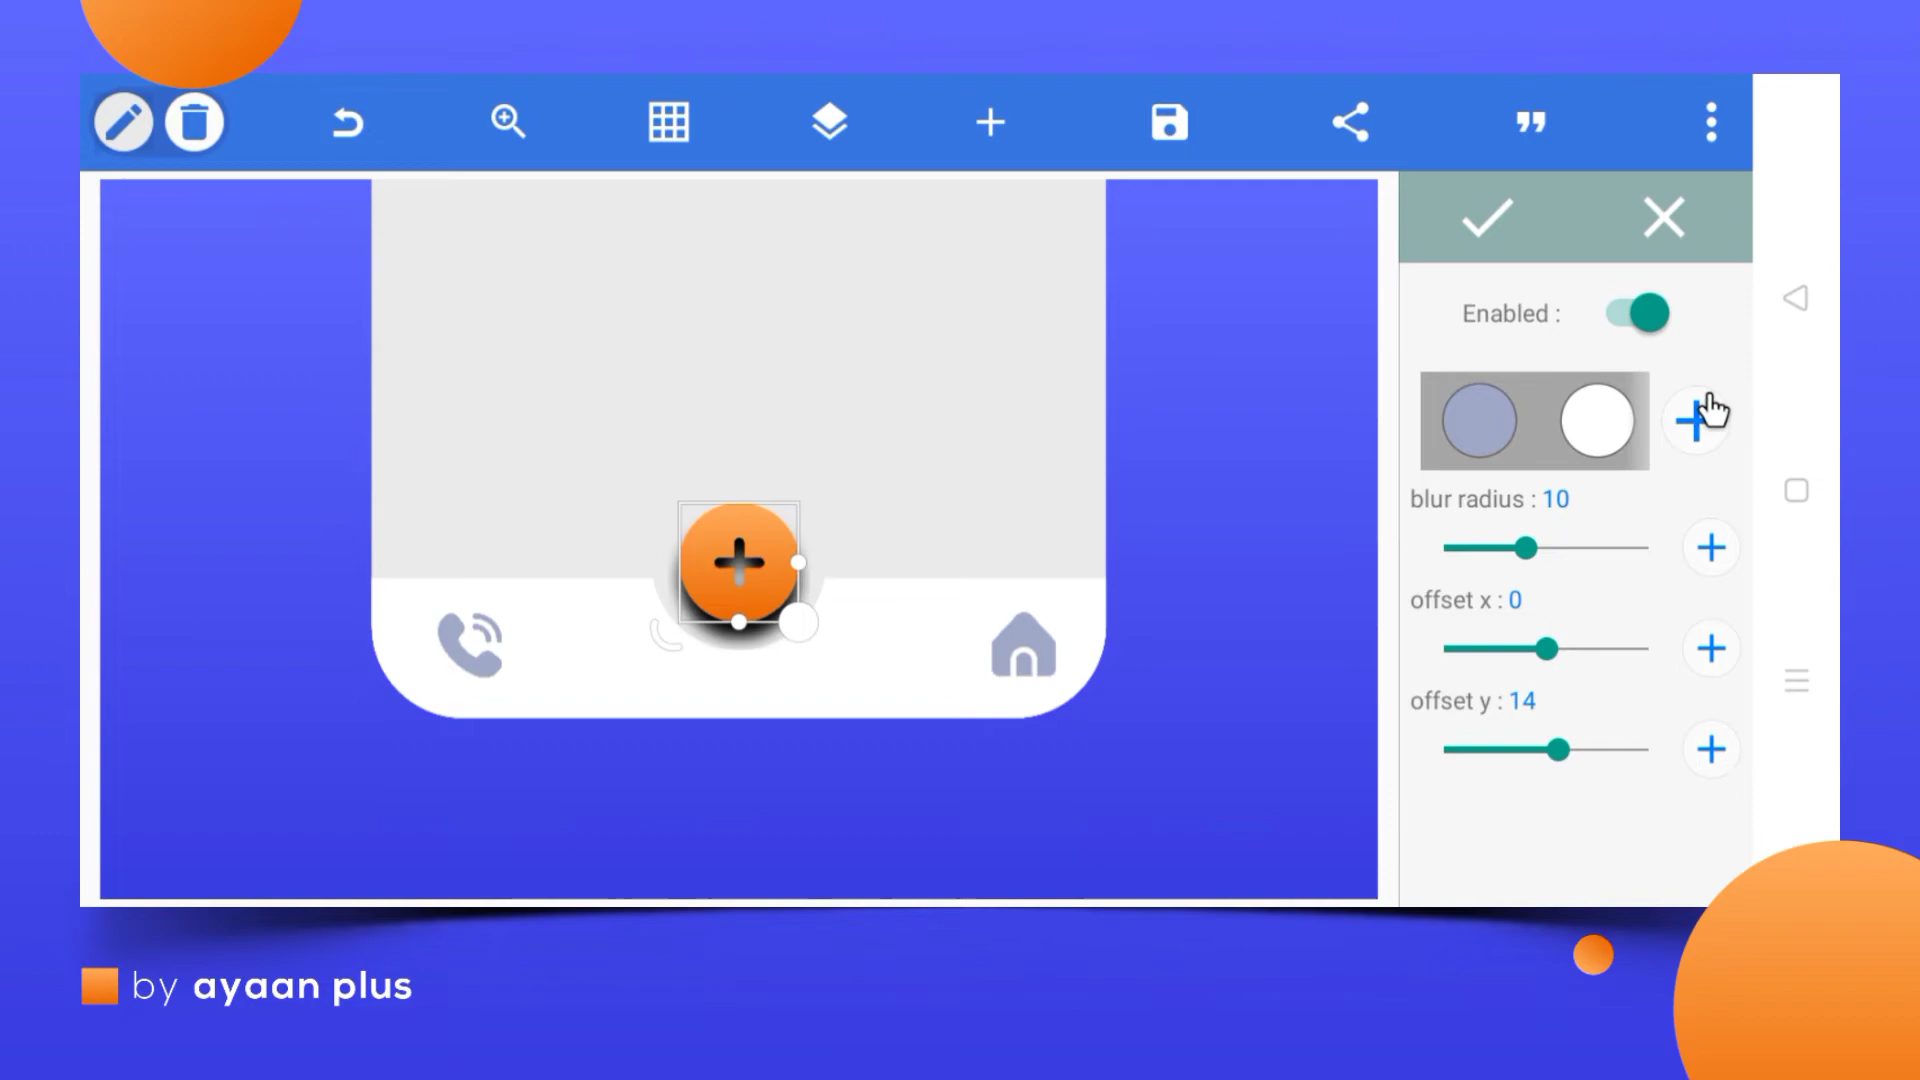 Enabled :
blur radius : 10
offset x : 0
offset y : 14
by ayaan plus